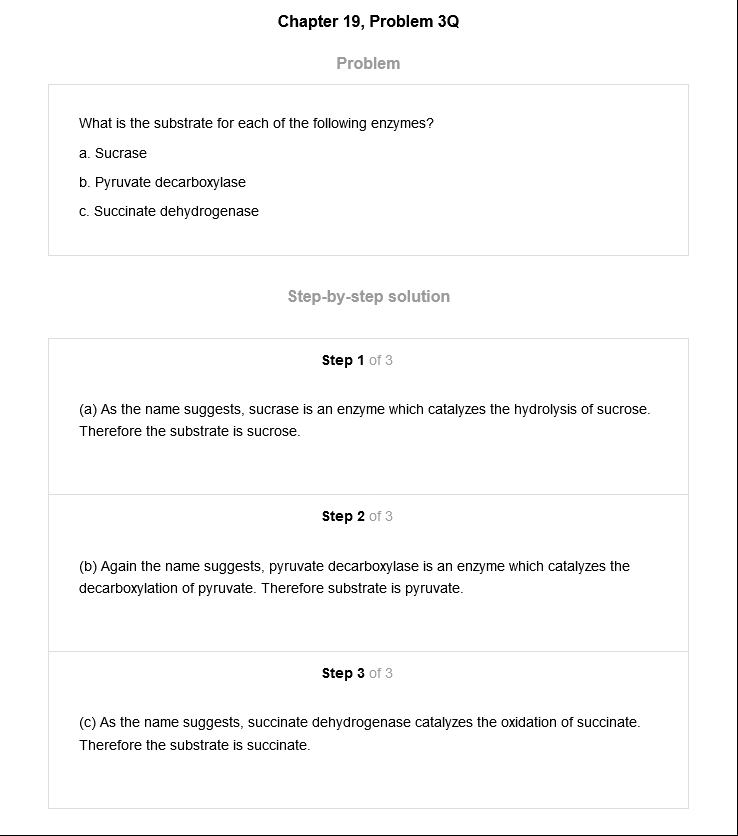 Chapter 19, Problem 3Q
Problem
What is the substrate for each of the following enzymes?
a. Sucrase
b. Pyruvate decarboxylase
c. Succinate dehydrogenase
Step-by-step solution
Step 1 of 3
(a) As the name suggests, sucrase is an enzyme which catalyzes the hydrolysis of sucrose.
Therefore the substrate is sucrose.
Step 2 of 3
(b) Again the name suggests, pyruvate decarboxylase is an enzyme which catalyzes the
decarboxylation of pyruvate. Therefore substrate is pyruvate.
Step 3 of 3
(c) As the name suggests, succinate dehydrogenase catalyzes the oxidation of succinate.
Therefore the substrate is succinate.